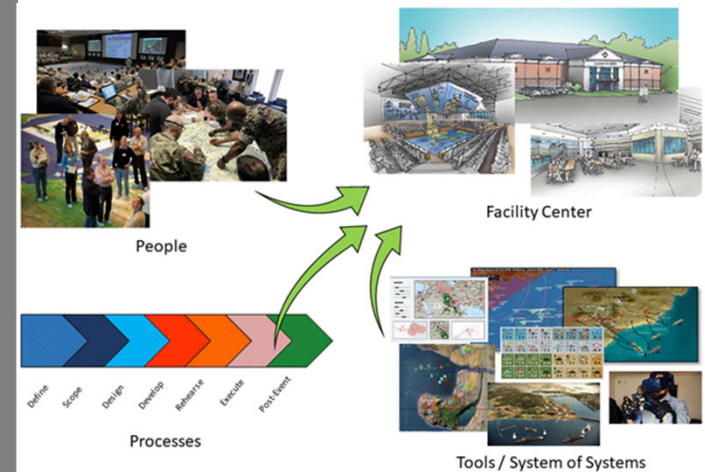 People
Facility Center
Define
Scope
Design
Develop
Rehearse
Execute
Post-Event
Processes
Tools / System of Systems